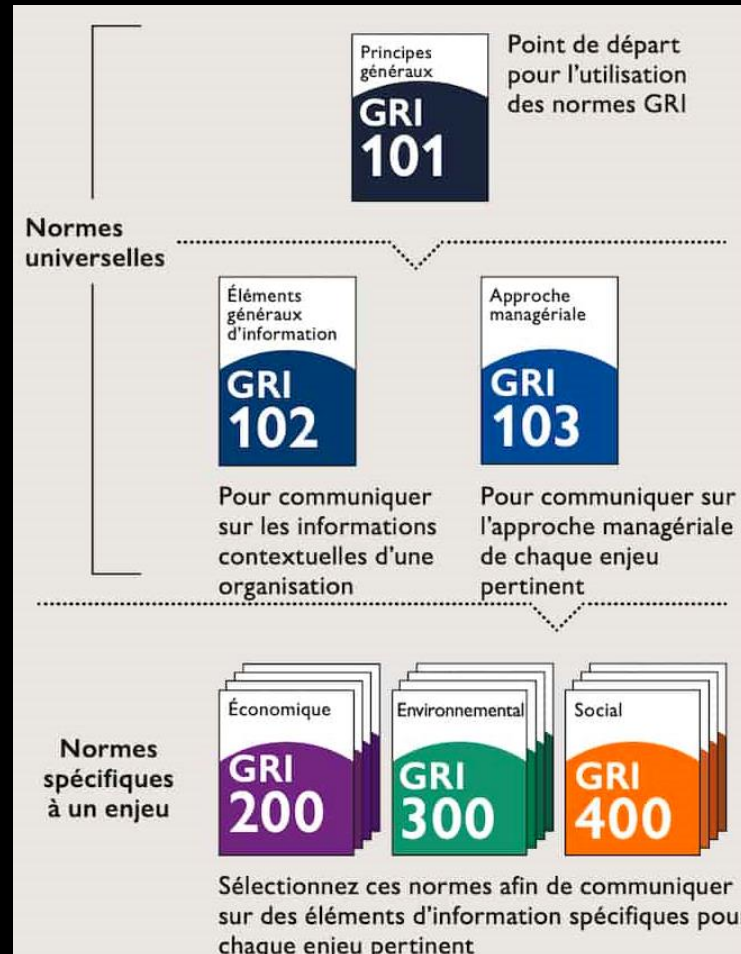 Principes
généraux
GRI
101
Point de départ
pour l'utilisation
des normes GRI
Normes
universelles
Éléments
généraux
d'information
GRI
102
Pour communiquer
sur les informations
contextuelles d'une
organisation
Approche
managériale
GRI
103
Pour communiquer sur
l'approche managériale
de chaque enjeu
pertinent
Normes
spécifiques
à un enjeu
Économique
GRI
200
Environnemental
GRI
300
Social
GRI
400
Sélectionnez ces normes afin de communiquer
sur des éléments d'information spécifiques pou
chaque enjeu pertinent